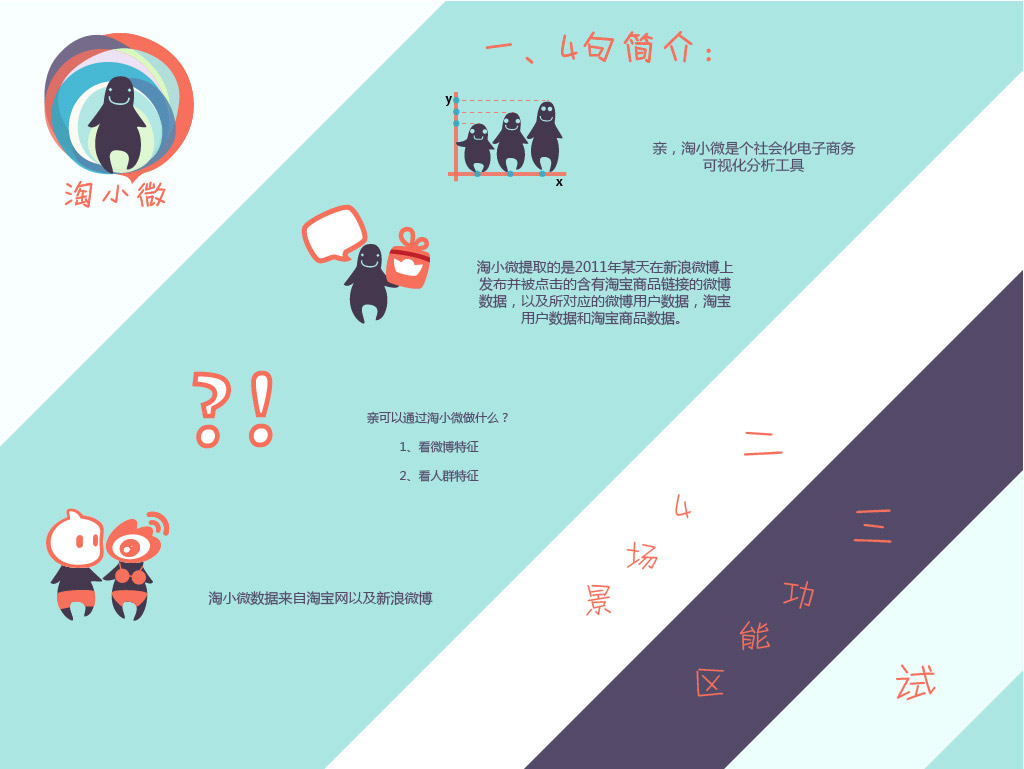 淘小微
一、4句简介：
y
x
亲，淘小微是个社会化电子商务
可视化分析工具
淘小微提取的是2011年某天在新浪微博上
发布并被点击的含有淘宝商品链接的微博
数据，以及所对应的微博用户数据，淘宝
用户数据和淘宝商品数据。
?!
亲可以通过淘小微做什么？
1、看微博特征
2、看人群特征
淘小微数据来自淘宝网以及新浪微博
二
4
场
景
三
功
能
区
试